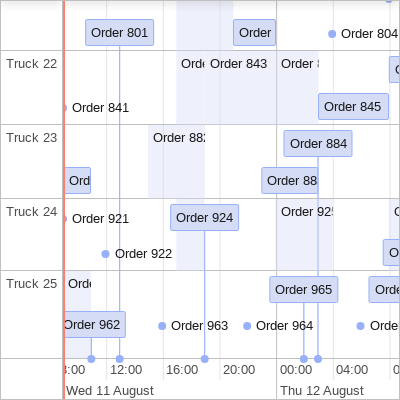 Order 801
Order
Order 804
Truck 22
Order 843
Order
Order 841
Order 845
Truck 23
Order 882
Order 884
Ord
Order 88
Truck 24
Order 925
Order 921
Order 924
Order 922
Truck 25
Orde
Order 965
Orde
Order 962
Order 963
Order 964
Orde
:00
12:00
16:00
20:00
00:00
04:00
Wed 11 August
Thu 12 August